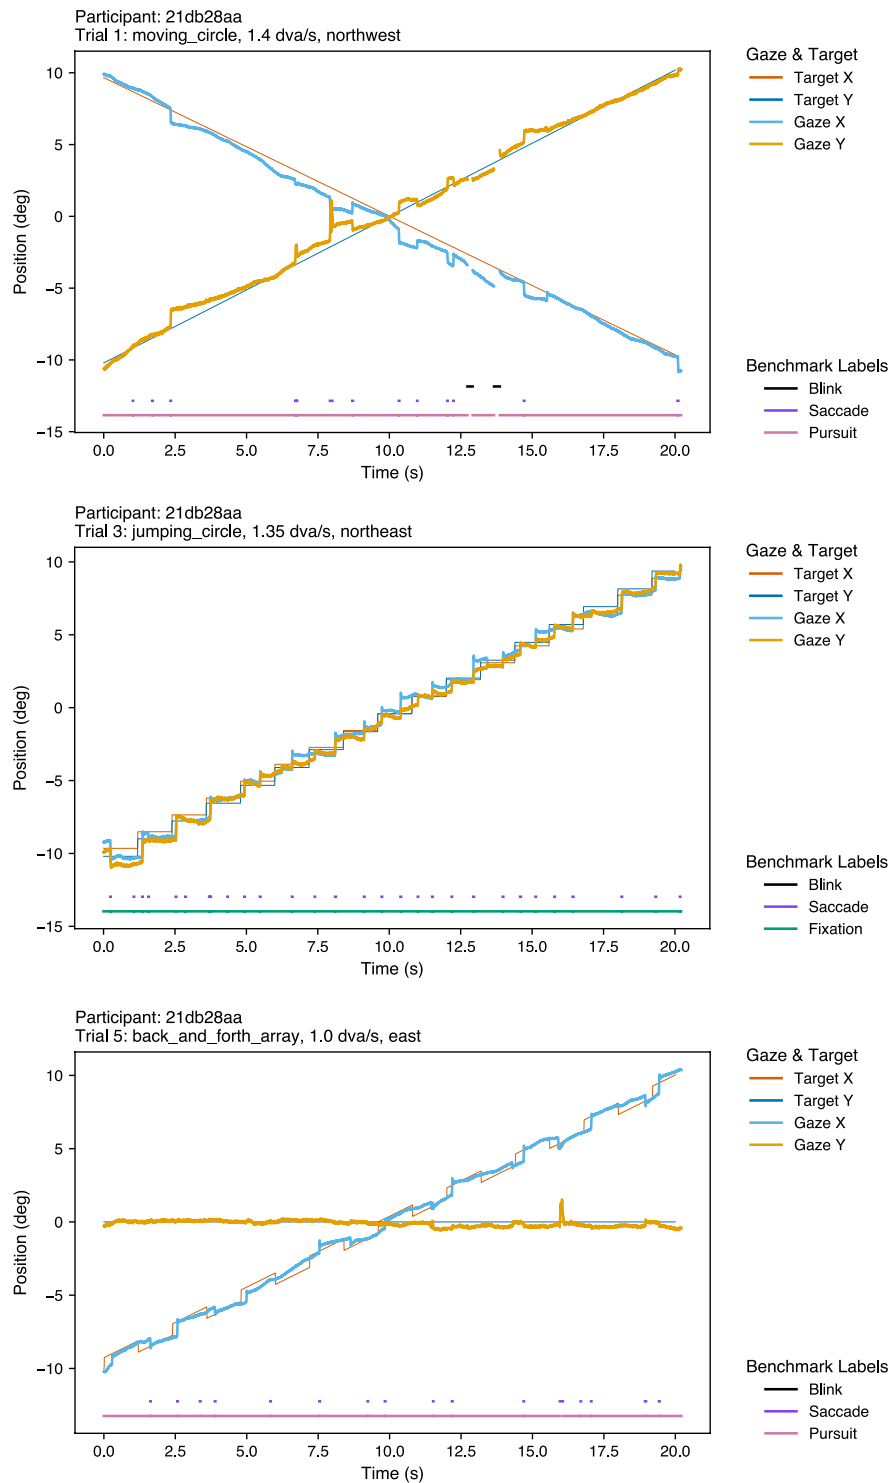 Participant: 21db28aa
Trial 1: moving_circle, 1.4 dva/s, northwest
10
5
0
−5
−10
−15
Position (deg)
0.0 2.5 5.0 7.5 10.0 12.5 15.0 17.5 20.0
Time (s)
Gaze & Target
Target X
Target Y
Gaze X
Gaze Y
Benchmark Labels
Blink
Saccade
Pursuit
Participant: 21db28aa
Trial 3: jumping_circle, 1.35 dva/s, northeast
10
5
0
−5
−10
−15
Position (deg)
0.0 2.5 5.0 7.5 10.0 12.5 15.0 17.5 20.0
Time (s)
Gaze & Target
Target X
Target Y
Gaze X
Gaze Y
Benchmark Labels
Blink
Saccade
Fixation
Participant: 21db28aa
Trial 5: back_and_forth_array, 1.0 dva/s, east
10
5
0
−5
−10
Position (deg)
0.0 2.5 5.0 7.5 10.0 12.5 15.0 17.5 20.0
Time (s)
Gaze & Target
Target X
Target Y
Gaze X
Gaze Y
Benchmark Labels
Blink
Saccade
Pursuit